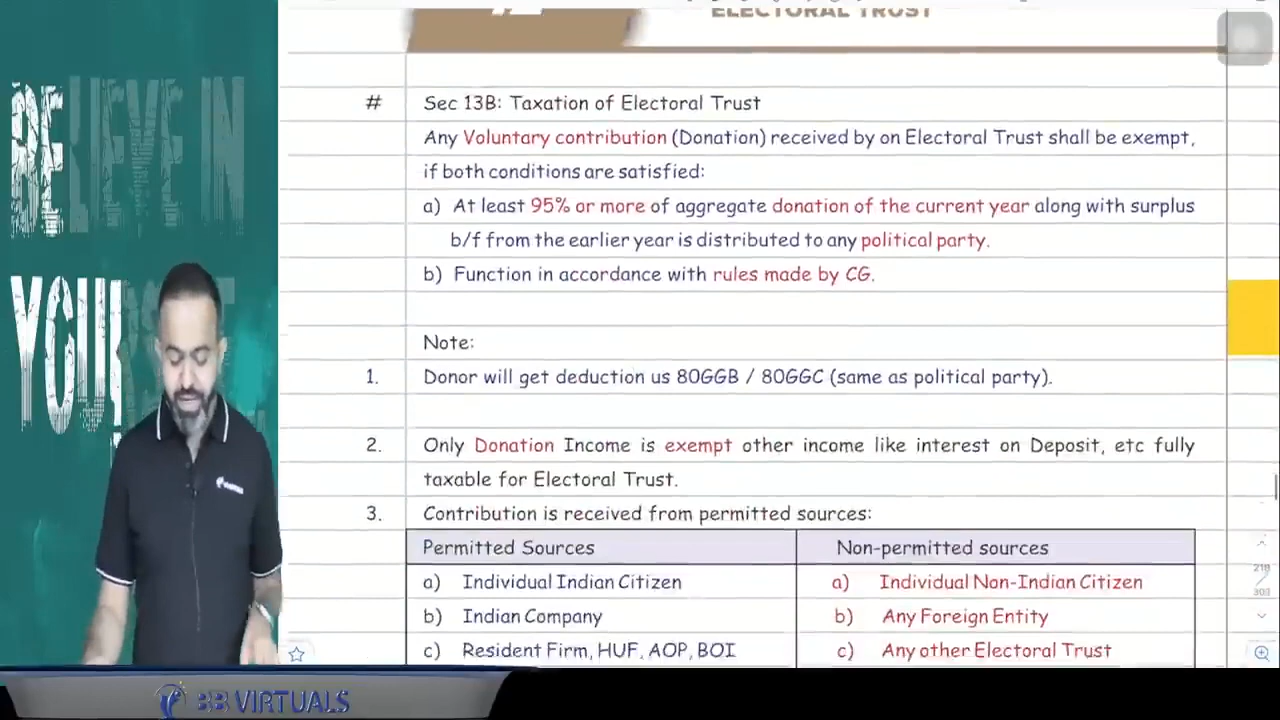 ELECTORAL TRUST
BELIEVE IN
YOUR
# Sec 13B: Taxation of Electoral Trust
Any Voluntary contribution (Donation) received by on Electoral Trust shall be exempt,
if both conditions are satisfied:
a) At least 95% or more of aggregate donation of the current year along with surplus
b/f from the earlier year is distributed to any political party.
b) Function in accordance with rules made by CG.
Note:
1. Donor will get deduction us 80GGB / 80GGC (same as political party).
2. Only Donation Income is exempt other income like interest on Deposit, etc fully
taxable for Electoral Trust.
3. Contribution is received from permitted sources:
Permitted Sources Non-permitted sources
a) Individual Indian Citizen a) Individual Non-Indian Citizen
b) Indian Company b) Any Foreign Entity
c) Resident Firm, HUF, AOP, BOI c) Any other Electoral Trust
219
303
BB VIRTUALS